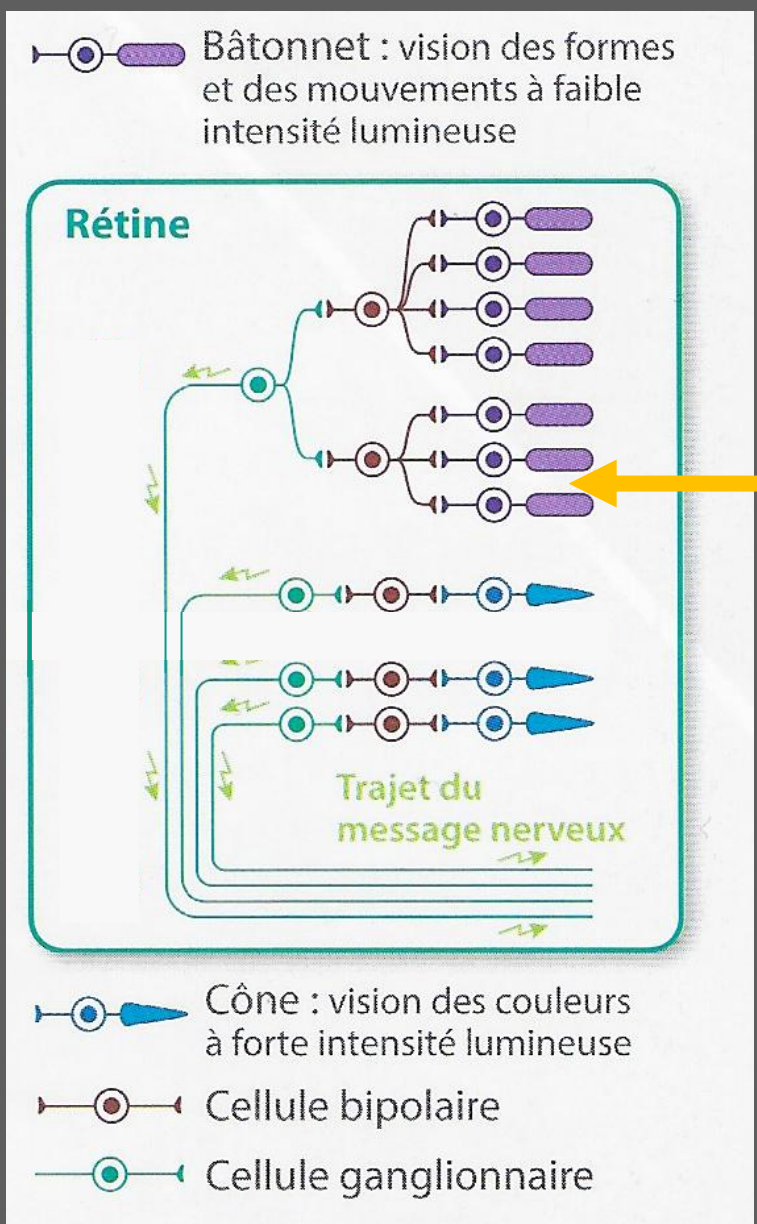 Bâtonnet : vision des formes
et des mouvements à faible
intensité lumineuse
Rétine
Trajet du
message nerveux
Cône : vision des couleurs
à forte intensité lumineuse
Cellule bipolaire
Cellule ganglionnaire